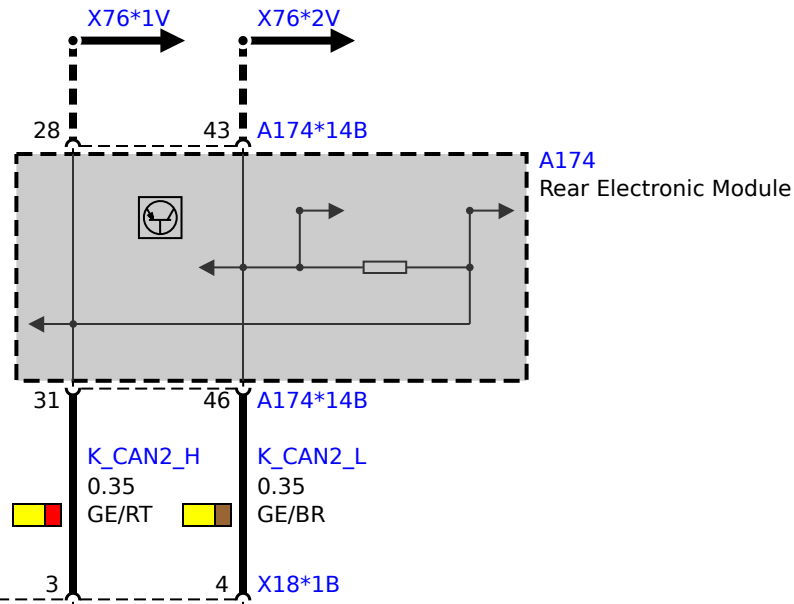 X76*1V X76*2V
28 43 A174*14B
A174
Rear Electronic Module
31 46 A174*14B
K_CAN2_H K_CAN2_L
0.35 0.35
GE/RT GE/BR
3 4 X18*1B